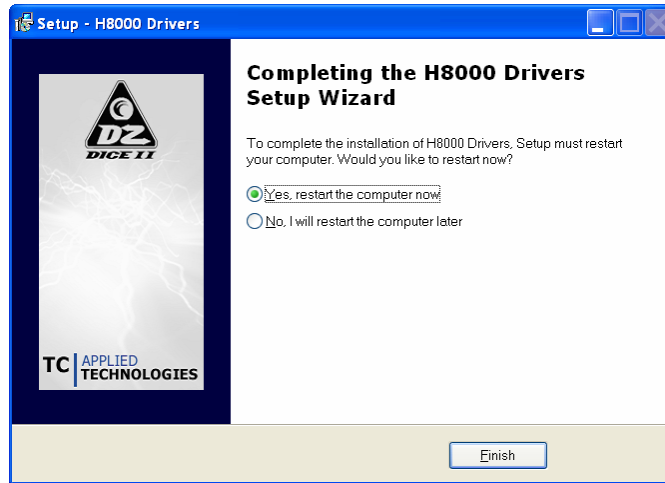 Setup - H8000 Drivers
DZ
DICE II
TC APPLIED
TECHNOLOGIES
Completing the H8000 Drivers
Setup Wizard
To complete the installation of H8000 Drivers, Setup must restart
your computer. Would you like to restart now?
Yes, restart the computer now
No, I will restart the computer later
Finish